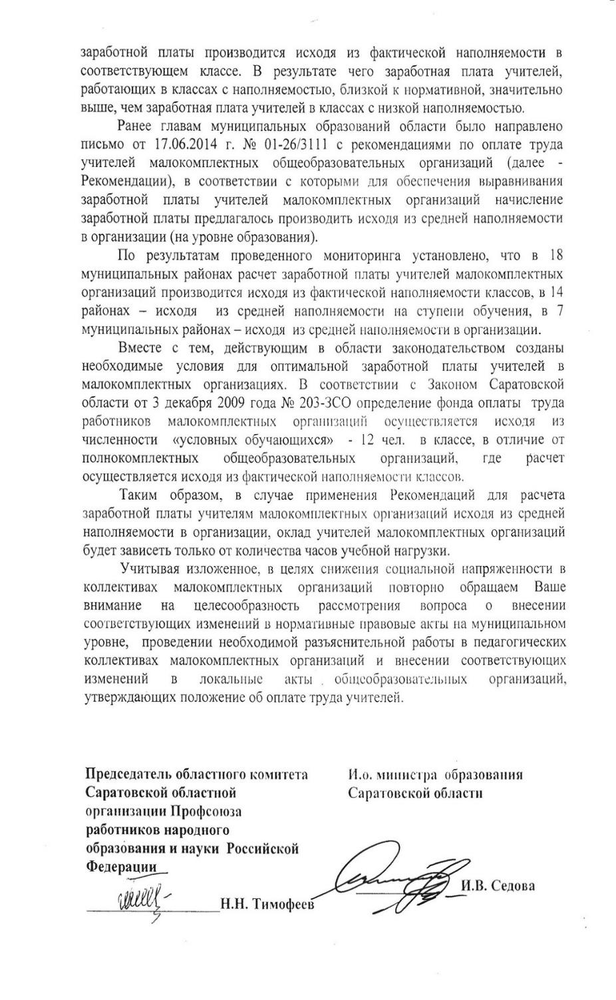 заработной платы производится исходя из фактической наполняемости в
соответствующем классе. В результате чего заработная плата учителей,
работающих в классах с наполняемостью, близкой к нормативной, значительно
выше, чем заработная плата учителей в классах с низкой наполняемостью.
Ранее главам муниципальных образований области было направлено
письмо от 17.06.2014 г. № 01-26/3111 с рекомендациями по оплате труда
учителей малокомплектных общеобразовательных организаций (далее -
Рекомендации), в соответствии с которыми для обеспечения выравнивания
заработной платы учителей малокомплектных организаций начисление
заработной платы предлагалось производить исходя из средней наполняемости
в организации (на уровне образования).
По результатам проведенного мониторинга установлено, что в 18
муниципальных районах расчет заработной платы учителей малокомплектных
организаций производится исходя из фактической наполняемости классов, в 14
районах – исходя из средней наполняемости на ступени обучения, в 7
муниципальных районах – исходя из средней наполняемости в организации.
Вместе с тем, действующим в области законодательством созданы
необходимые условия для оптимальной заработной платы учителей в
малокомплектных организациях. В соответствии с Законом Саратовской
области от 3 декабря 2009 года № 203-ЗСО определение фонда оплаты труда
работников малокомплектных организаций осуществляется исходя из
численности «условных обучающихся» - 12 чел. в классе, в отличие от
полнокомплектных общеобразовательных организаций, где расчет
осуществляется исходя из фактической наполняемости классов.
Таким образом, в случае применения Рекомендаций для расчета
заработной платы учителям малокомплектных организаций исходя из средней
наполняемости в организации, оклад учителей малокомплектных организаций
будет зависеть только от количества часов учебной нагрузки.
Учитывая изложенное, в целях снижения социальной напряженности в
коллективах малокомплектных организаций повторно обращаем Ваше
внимание на целесообразность рассмотрения вопроса о внесении
соответствующих изменений в нормативные правовые акты на муниципальном
уровне, проведении необходимой разъяснительной работы в педагогических
коллективах малокомплектных организаций и внесении соответствующих
изменений в локальные акты общеобразовательных организаций,
утверждающих положение об оплате труда учителей.
Председатель областного комитета
Саратовской областной
организации Профсоюза
работников народного
образования и науки Российской
Федерации
Н.Н. Тимофеев
И.о. министра образования
Саратовской области
И.В. Седова